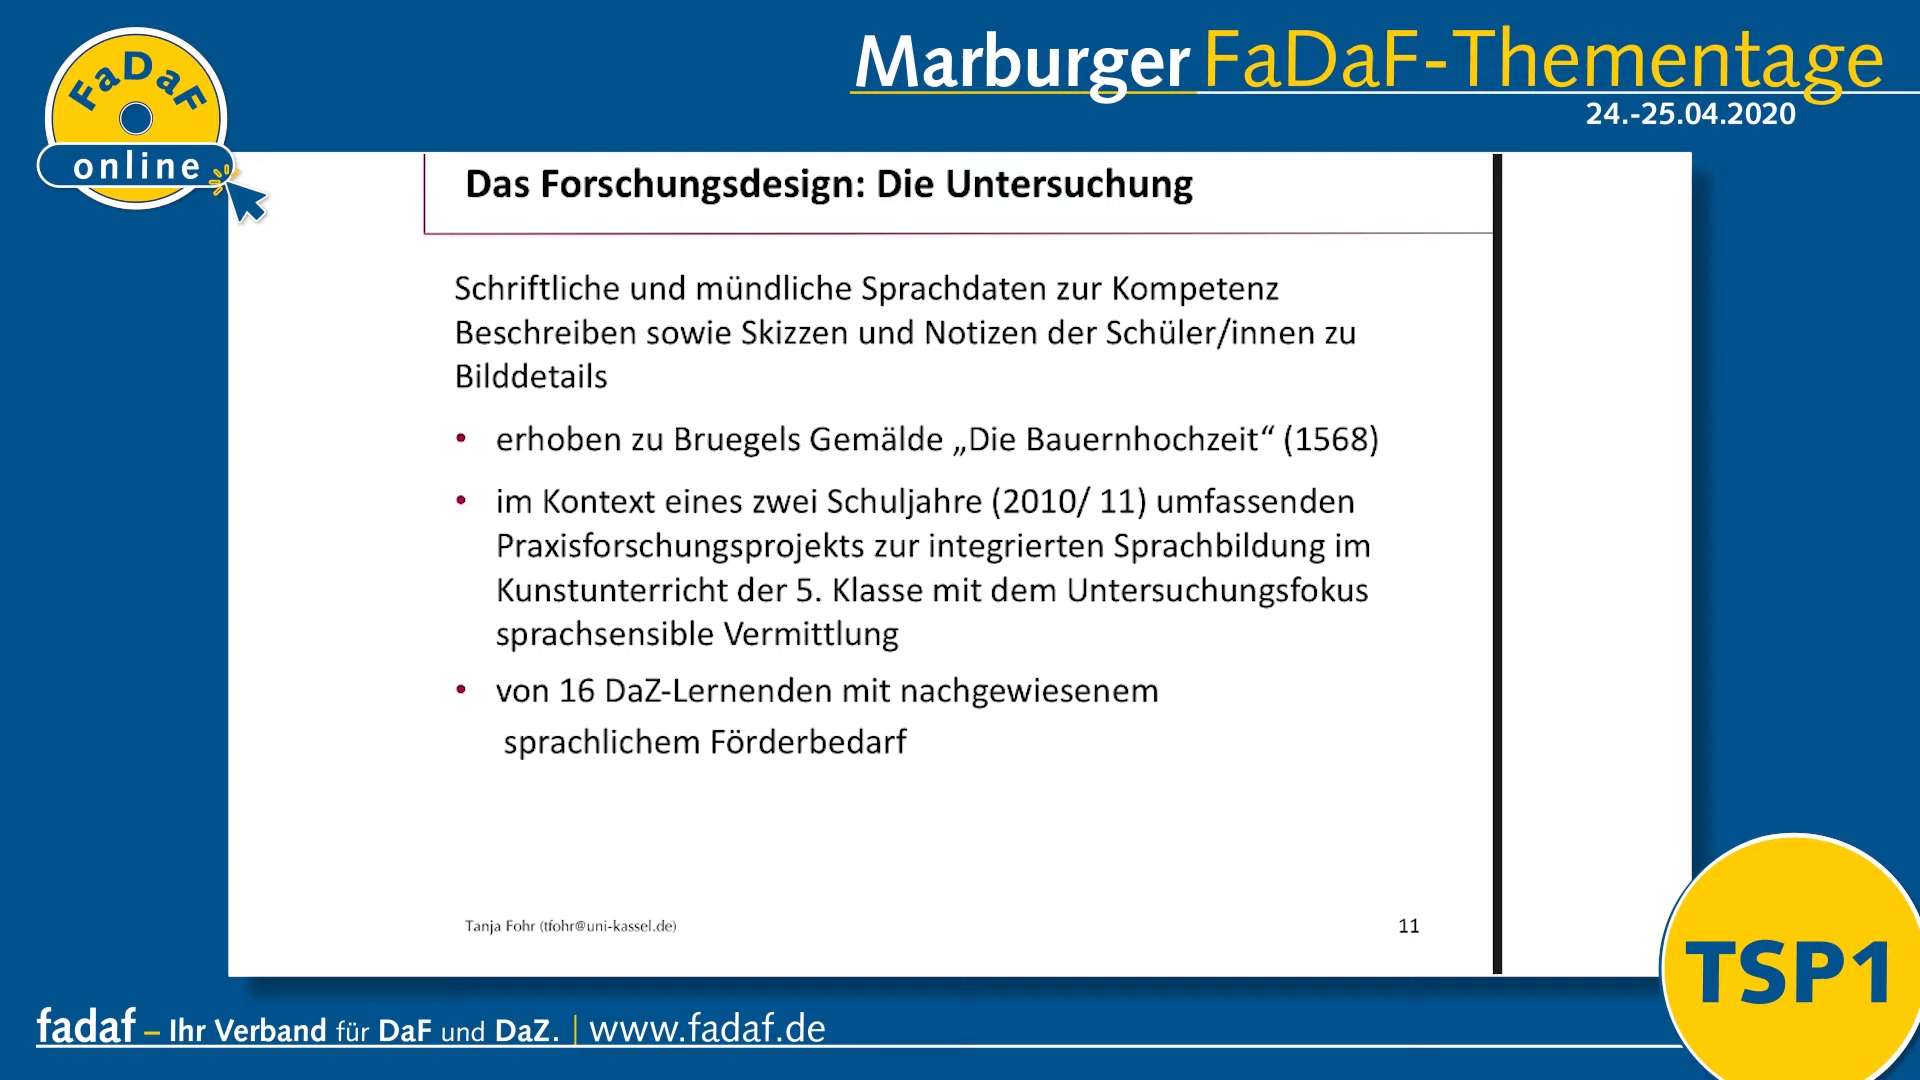 FaDaF
online
Marburger FaDaF-Thementage
24.-25.04.2020
Das Forschungsdesign: Die Untersuchung
Schriftliche und mündliche Sprachdaten zur Kompetenz
Beschreiben sowie Skizzen und Notizen der Schüler/innen zu
Bilddetails
• erhoben zu Bruegels Gemälde „Die Bauernhochzeit“ (1568)
• im Kontext eines zwei Schuljahre (2010/ 11) umfassenden
Praxisforschungsprojekts zur integrierten Sprachbildung im
Kunstunterricht der 5. Klasse mit dem Untersuchungsfokus
sprachsensible Vermittlung
• von 16 DaZ-Lernenden mit nachgewiesenem
sprachlichem Förderbedarf
Tanja Fohr (tfohr@uni-kassel.de)
11
TSP1
fadaf – Ihr Verband für DaF und DaZ. | www.fadaf.de